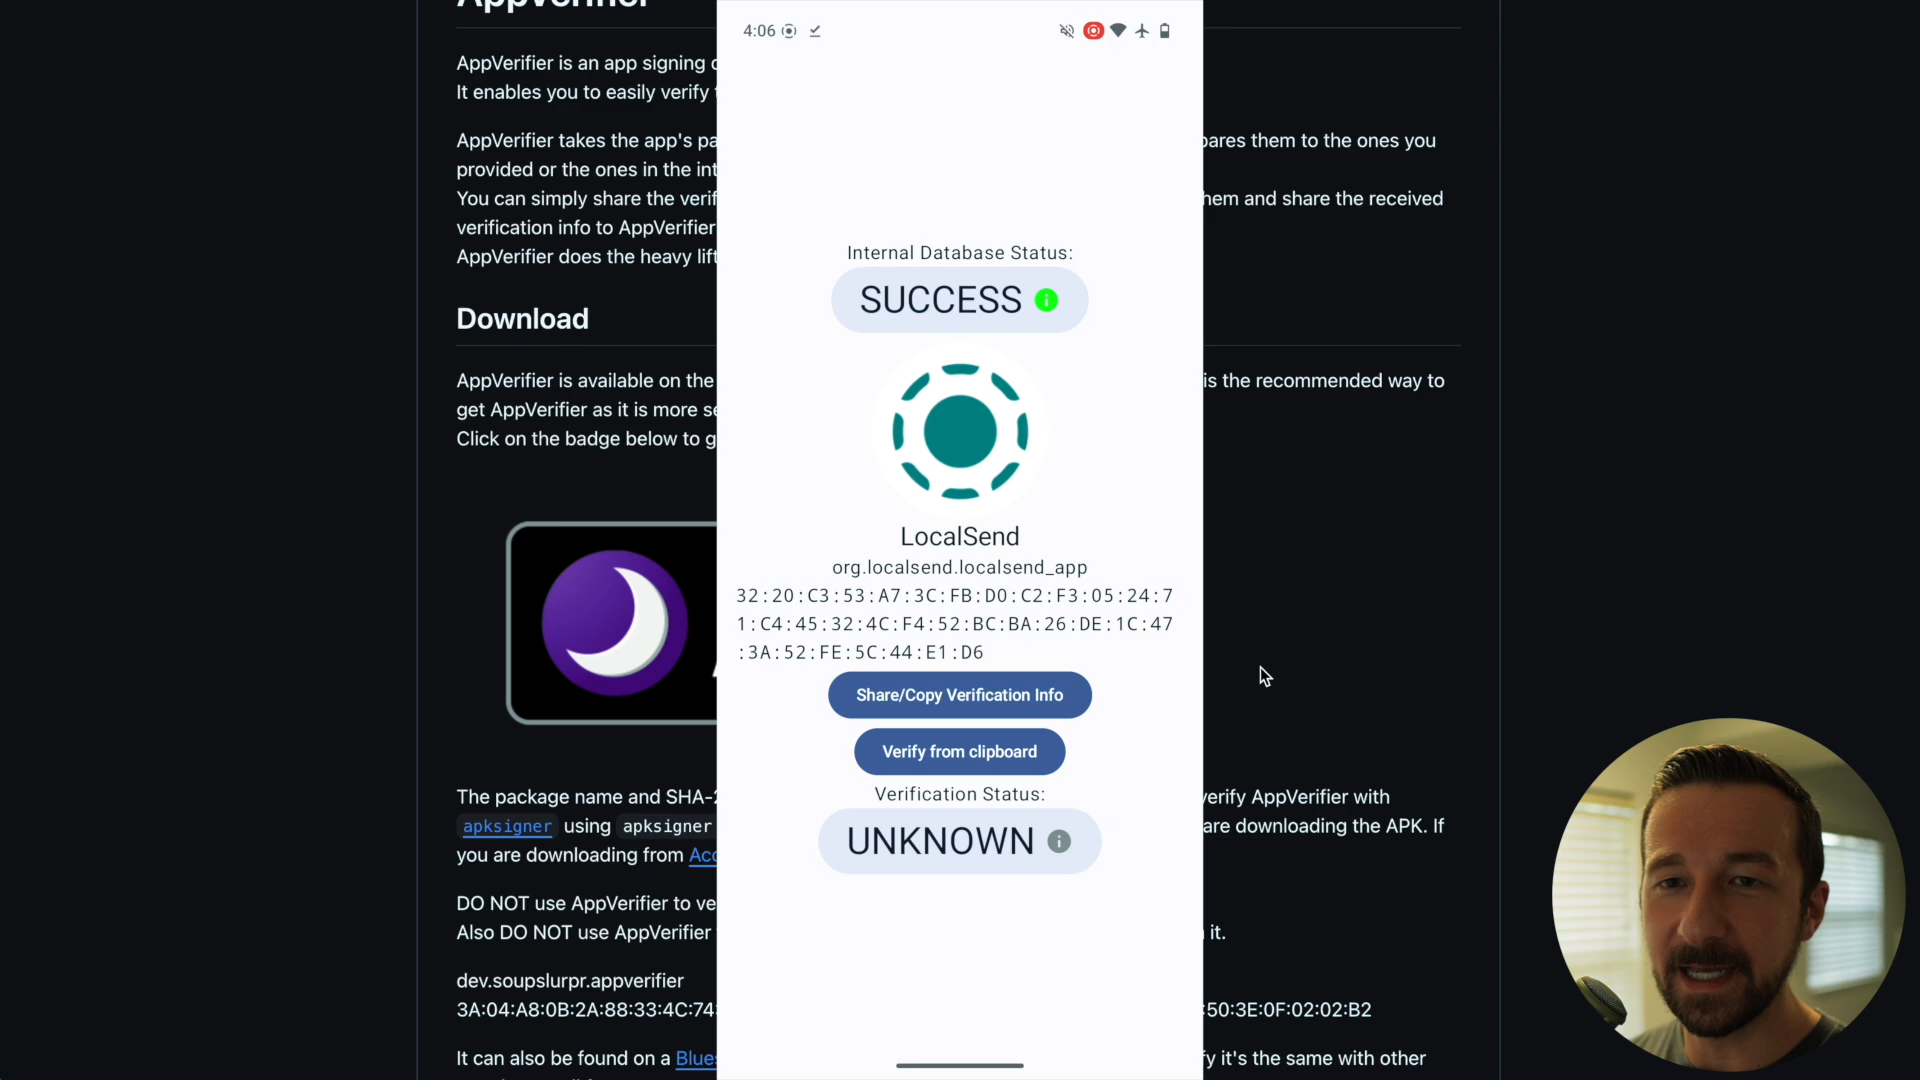 AppVerifier
AppVerifier is an app signing
It enables you to easily verify
AppVerifier takes the app's
pares them to the ones you
provided or the ones in the
You can simply share the
hem and share the received
verification info to AppVerifier
AppVerifier does the heavy
Download
AppVerifier is available on the
is the recommended way to
get AppVerifier as it is more
Click on the badge below to
The package name and
verify AppVerifier with
apksigner using apksigner
are downloading the APK. If
you are downloading from
DO NOT use AppVerifier to
Also DO NOT use AppVerifier
it.
dev.soupslurpr.appverifier
3A:04:A8:0B:2A:88:33:4C:74:
:50:3E:0F:02:02:B2
It can also be found on a Blues
fy it's the same with other
4:06
Internal Database Status:
SUCCESS
LocalSend
org.localsend.localsend_app
32:20:C3:53:A7:3C:FB:D0:C2:F3:05:24:7
1:C4:45:32:4C:F4:52:BC:BA:26:DE:1C:47
:3A:52:FE:5C:44:E1:D6
Share/Copy Verification Info
Verify from clipboard
Verification Status:
UNKNOWN